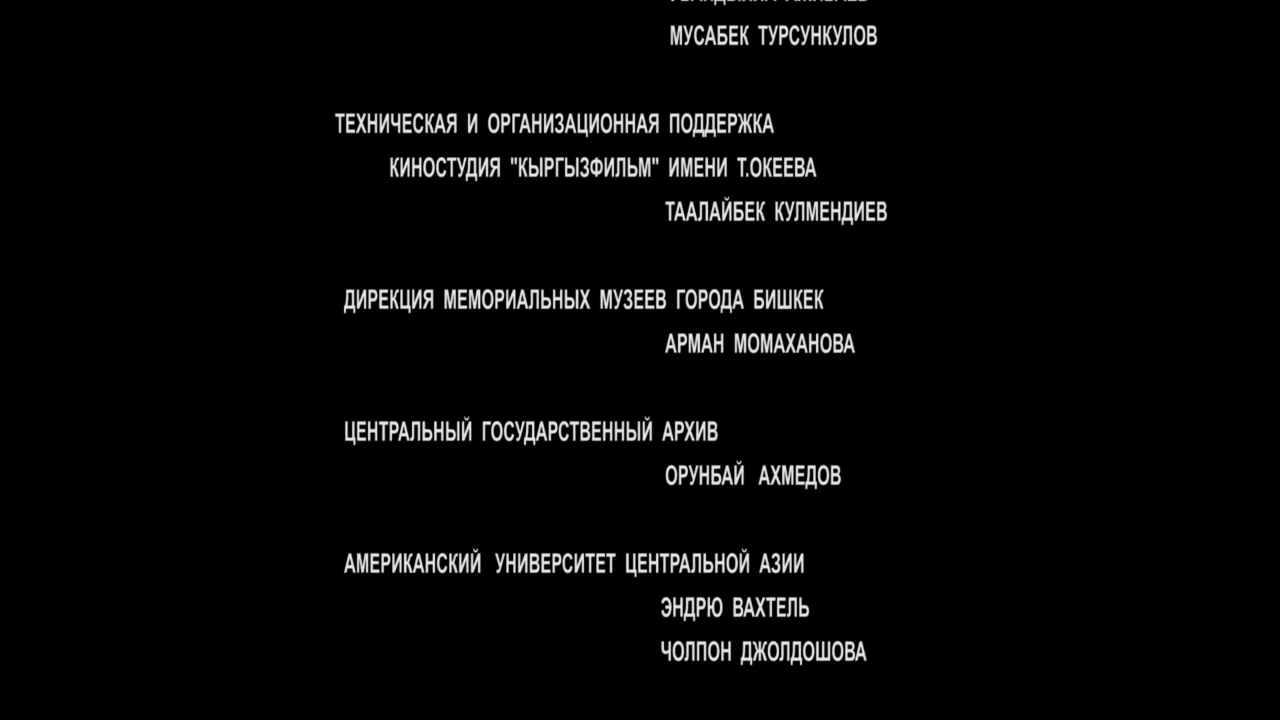 МУСАБЕК ТУРСУНКУЛОВ
ТЕХНИЧЕСКАЯ И ОРГАНИЗАЦИОННАЯ ПОДДЕРЖКА
КИНОСТУДИЯ "КЫРГЫЗФИЛЬМ" ИМЕНИ Т.ОКЕЕВА
ТААЛАЙБЕК КУЛМЕНДИЕВ
ДИРЕКЦИЯ МЕМОРИАЛЬНЫХ МУЗЕЕВ ГОРОДА БИШКЕК
АРМАН МОМАХАНОВА
ЦЕНТРАЛЬНЫЙ ГОСУДАРСТВЕННЫЙ АРХИВ
ОРУНБАЙ АХМЕДОВ
АМЕРИКАНСКИЙ УНИВЕРСИТЕТ ЦЕНТРАЛЬНОЙ АЗИИ
ЭНДРЮ ВАХТЕЛЬ
ЧОЛПОН ДЖОЛДОШОВА